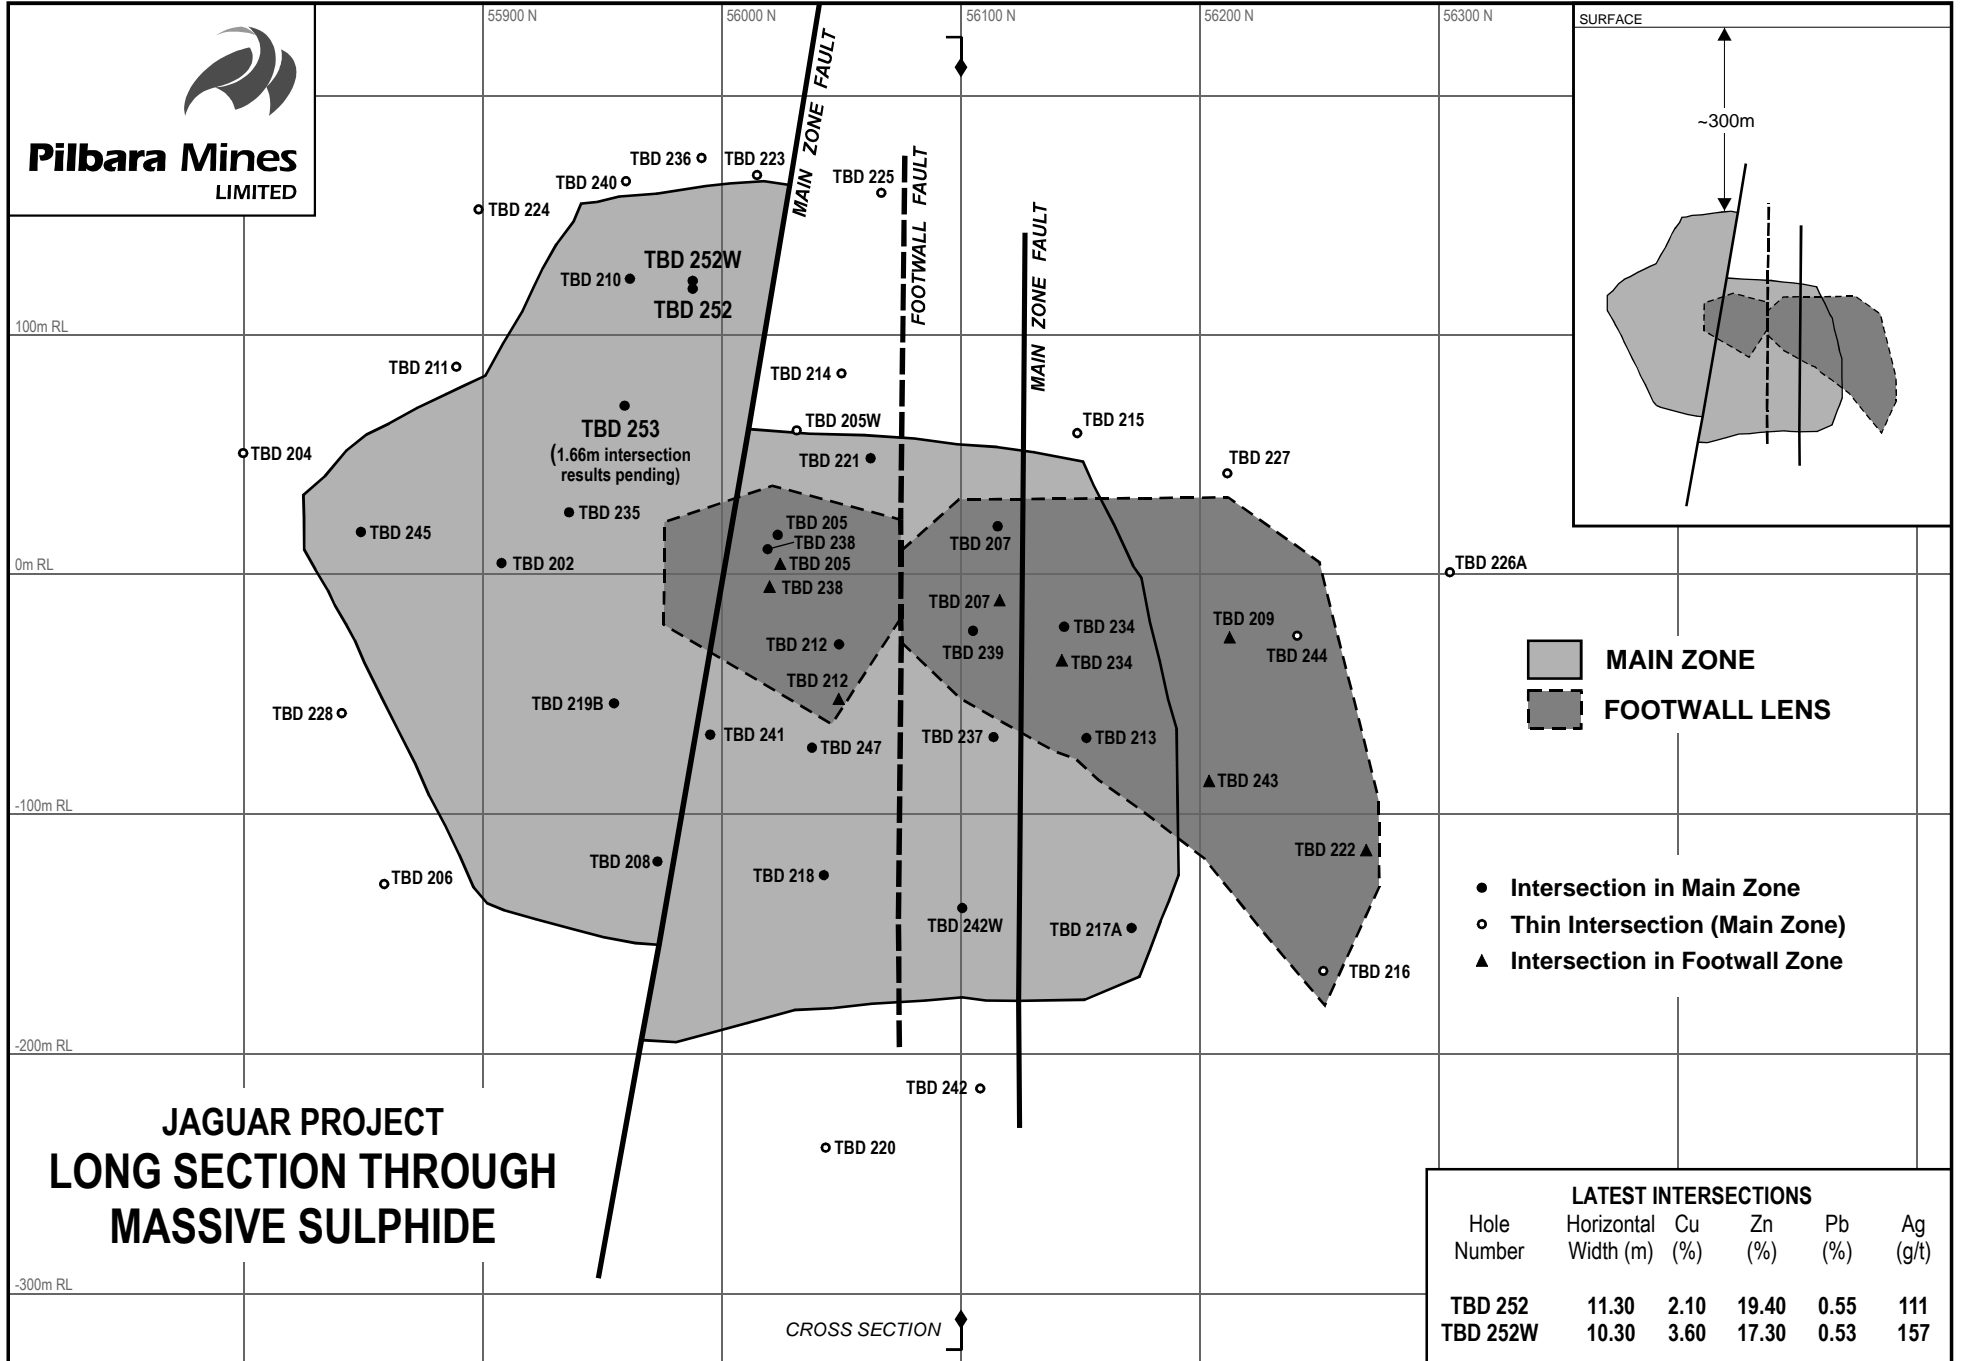 55900 N
56000 N
56100 N
56200 N
56300 N
SURFACE
~300m
Pilbara Mines
LIMITED
MAIN ZONE FAULT
FOOTWALL FAULT
MAIN ZONE FAULT
TBD 236
TBD 223
TBD 240
TBD 225
TBD 224
TBD 252W
TBD 210
TBD 252
100m RL
TBD 211
TBD 214
TBD 205W
TBD 215
TBD 253
(1.66m intersection
results pending)
TBD 204
TBD 221
TBD 227
TBD 235
TBD 245
TBD 205
TBD 238
TBD 207
TBD 202
TBD 205
0m RL
TBD 226A
TBD 238
TBD 207
TBD 209
TBD 234
TBD 212
TBD 239
TBD 244
TBD 234
TBD 212
MAIN ZONE
FOOTWALL LENS
TBD 219B
TBD 228
TBD 241
TBD 247
TBD 237
TBD 213
TBD 243
-100m RL
TBD 208
TBD 218
TBD 222
TBD 206
TBD 242W
TBD 217A
TBD 216
Intersection in Main Zone
Thin Intersection (Main Zone)
Intersection in Footwall Zone
-200m RL
TBD 242
TBD 220
JAGUAR PROJECT
LONG SECTION THROUGH
MASSIVE SULPHIDE
-300m RL
CROSS SECTION
LATEST INTERSECTIONS
Hole Horizontal Cu Zn Pb Ag
Number Width (m) (%) (%) (%) (g/t)
TBD 252 11.30 2.10 19.40 0.55 111
TBD 252W 10.30 3.60 17.30 0.53 157